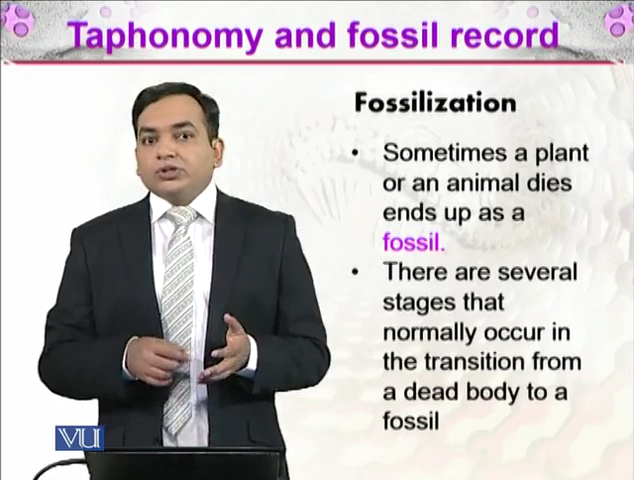 Taphonomy and fossil record
Fossilization
• Sometimes a plant
or an animal dies
ends up as a
fossil.
• There are several
stages that
normally occur in
the transition from
a dead body to a
fossil
VU